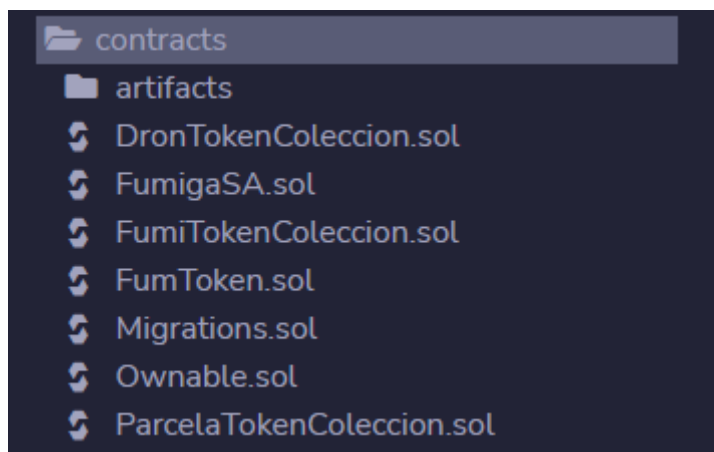 contracts
artifacts
DronTokenColeccion.sol
FumigaSA.sol
FumiTokenColeccion.sol
FumToken.sol
Migrations.sol
Ownable.sol
ParcelaTokenColeccion.sol